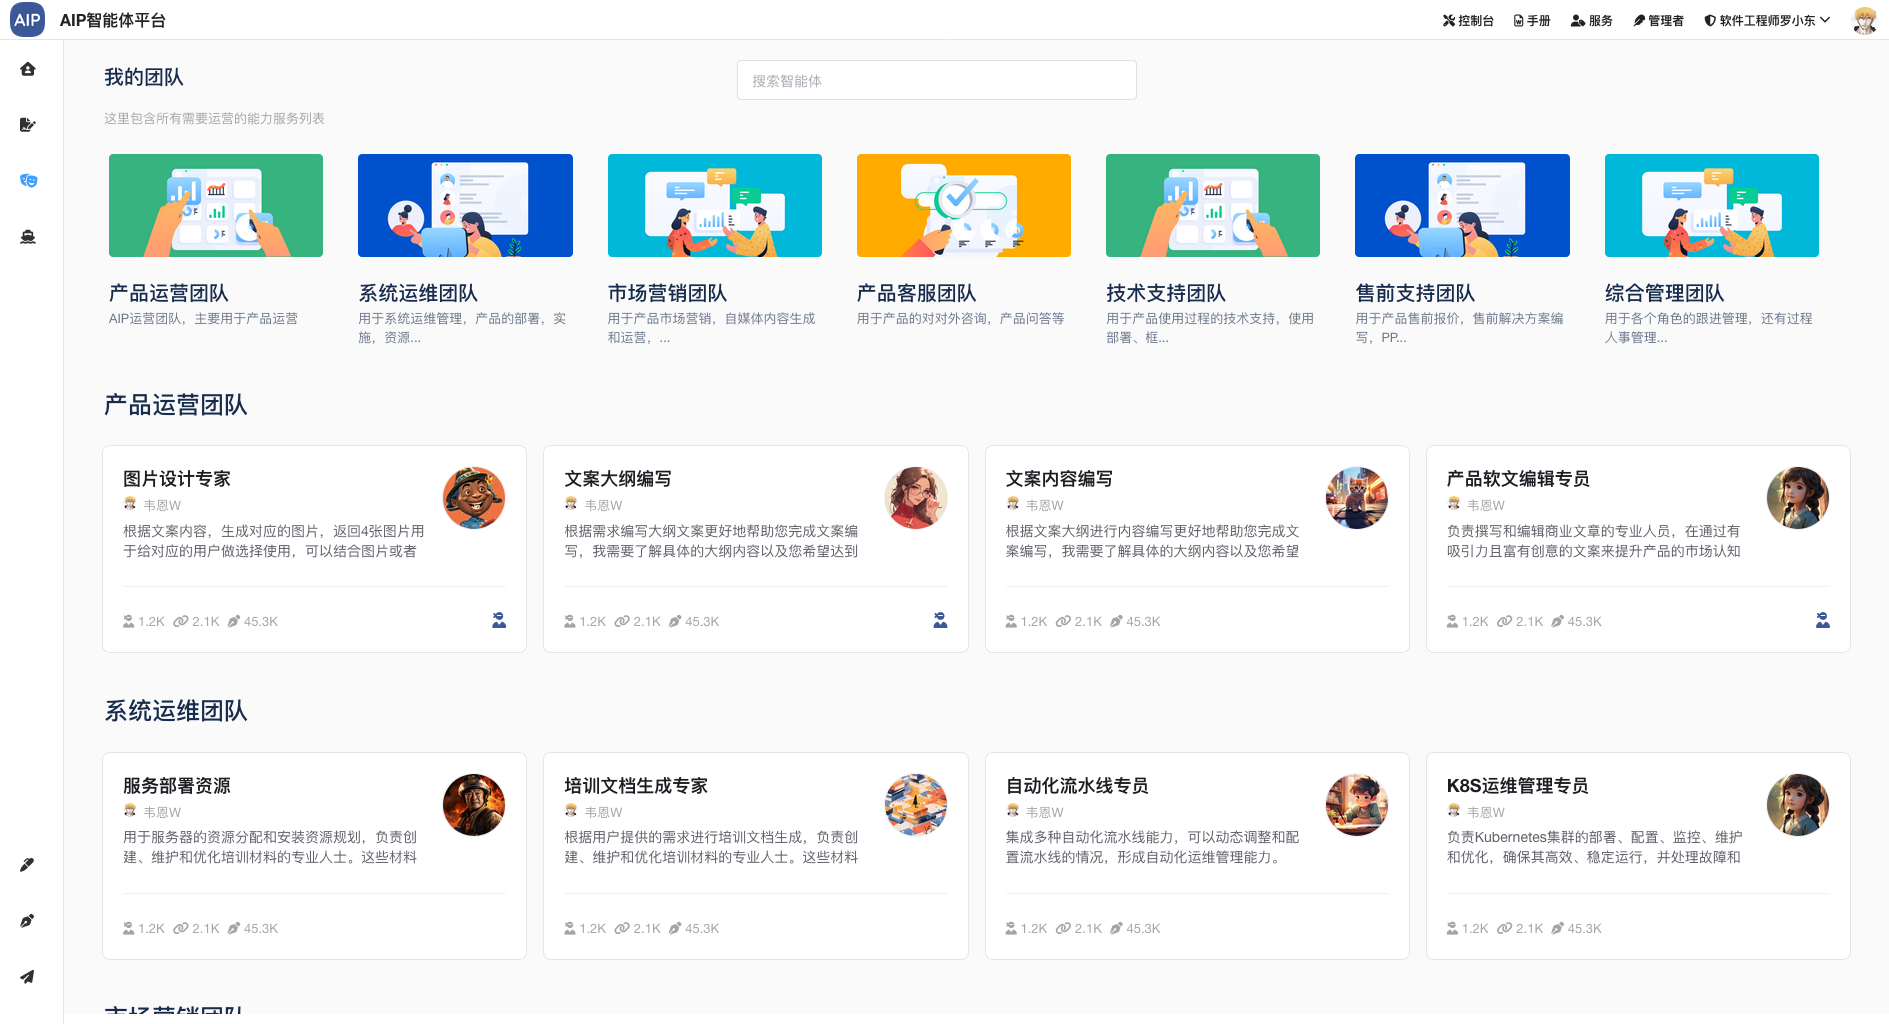 AIP
AIP智能体平台
控制台
手册
服务
管理者
软件工程师罗小东
我的团队
搜索智能体
这里包含所有需要运营的能力服务列表
产品运营团队
AIP运营团队，主要用于产品运营
系统运维团队
用于系统运维管理，产品的部署，实
施，资源...
市场营销团队
用于产品市场营销，自媒体内容生成
和运营，...
产品客服团队
用于产品的对对外咨询，产品问答等
技术支持团队
用于产品使用过程的技术支持，使用
部署、框...
售前支持团队
用于产品售前报价，售前解决方案编
写，PP...
综合管理团队
用于各个角色的跟进管理，还有过程
人事管理...
产品运营团队
图片设计专家
韦恩W
根据文案内容，生成对应的图片，返回4张图片用
于给对应的用户做选择使用，可以结合图片或者
1.2K 2.1K 45.3K
文案大纲编写
韦恩W
根据需求编写大纲文案更好地帮助您完成文案编
写，我需要了解具体的大纲内容以及您希望达到
1.2K 2.1K 45.3K
文案内容编写
韦恩W
根据文案大纲进行内容编写更好地帮助您完成文
案编写，我需要了解具体的大纲内容以及您希望
1.2K 2.1K 45.3K
产品软文编辑专员
韦恩W
负责撰写和编辑商业文章的专业人员，在通过有
吸引力且富有创意的文案来提升产品的市场认知
1.2K 2.1K 45.3K
系统运维团队
服务部署资源
韦恩W
用于服务器的资源分配和安装资源规划，负责创
建、维护和优化培训材料的专业人士。这些材料
1.2K 2.1K 45.3K
培训文档生成专家
韦恩W
根据用户提供的需求进行培训文档生成，负责创
建、维护和优化培训材料的专业人士。这些材料
1.2K 2.1K 45.3K
自动化流水线专员
韦恩W
集成多种自动化流水线能力，可以动态调整和配
置流水线的情况，形成自动化运维管理能力。
1.2K 2.1K 45.3K
K8S运维管理专员
韦恩W
负责Kubernetes集群的部署、配置、监控、维护
和优化，确保其高效、稳定运行，并处理故障和
1.2K 2.1K 45.3K
市场营销团队